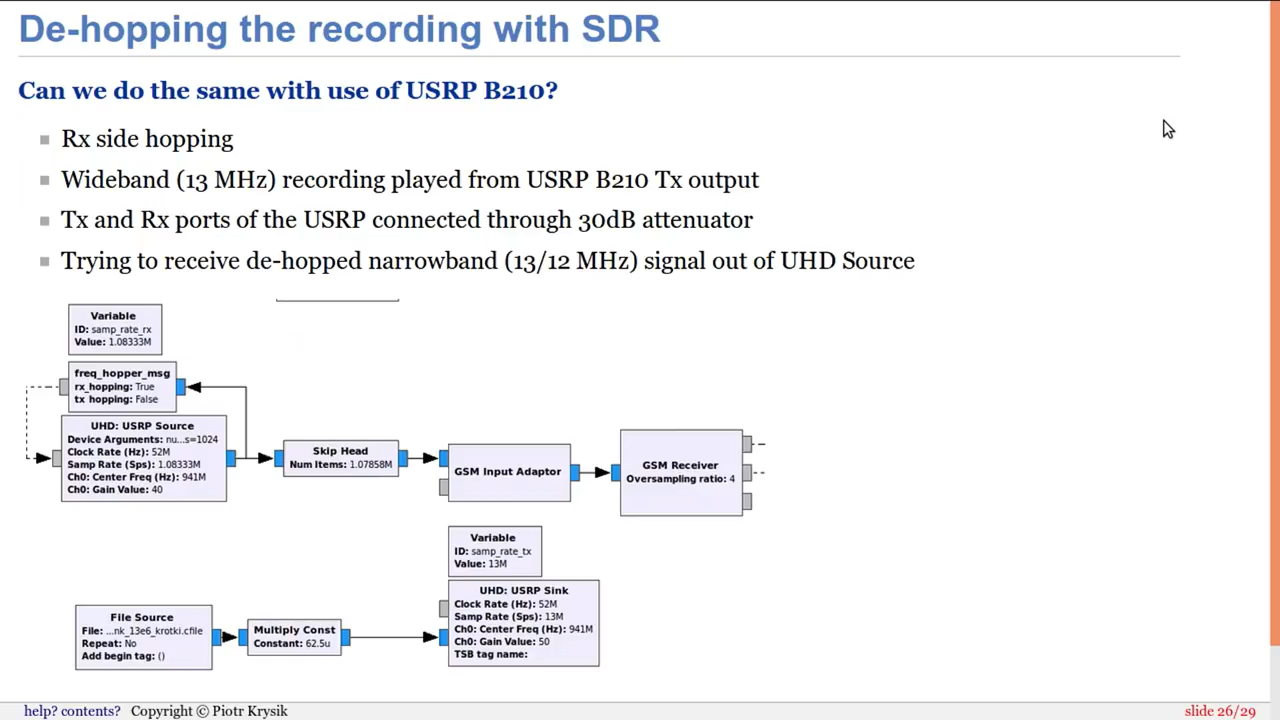 De-hopping the recording with SDR
Can we do the same with use of USRP B210?
Rx side hopping
Wideband (13 MHz) recording played from USRP B210 Tx output
Tx and Rx ports of the USRP connected through 30dB attenuator
Trying to receive de-hopped narrowband (13/12 MHz) signal out of UHD Source
Variable
ID: samp_rate_rx
Value: 1.08333M
freq_hopper_msg
rx_hopping: True
tx hopping: False
UHD: USRP Source
Device Arguments: nu...s=1024
Clock Rate (Hz): 52M
Samp Rate (Sps): 1.08333M
Ch0: Center Freq (Hz): 941M
Ch0: Gain Value: 40
Skip Head
Num Items: 1.07858M
GSM Input Adaptor
GSM Receiver
Oversampling ratio: 4
Variable
ID: samp_rate_tx
Value: 13M
UHD: USRP Sink
Clock Rate (Hz): 52M
Samp Rate (Sps): 13M
Ch0: Center Freq (Hz): 941M
Ch0: Gain Value: 50
TSB tag name:
File Source
File: ...nk_13e6_krotki.cfile
Repeat: No
Add begin tag: ()
Multiply Const
Constant: 62.5u
help? contents? Copyright © Piotr Krysik
slide 26/29